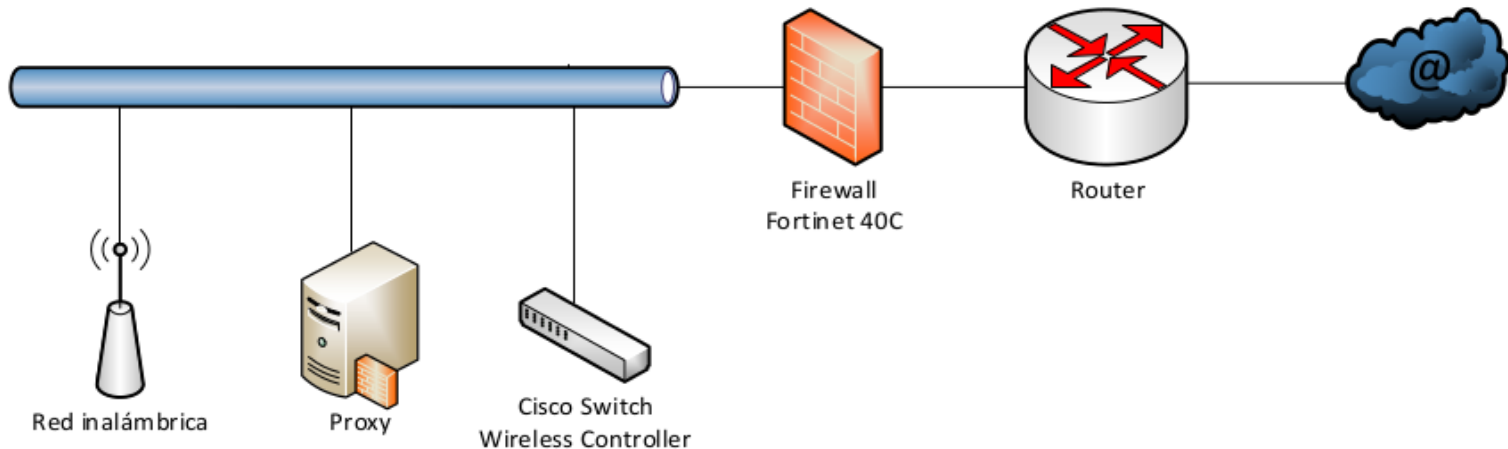 @
Firewall
Fortinet 40C
Router
Red inalámbrica
Proxy
Cisco Switch
Wireless Controller